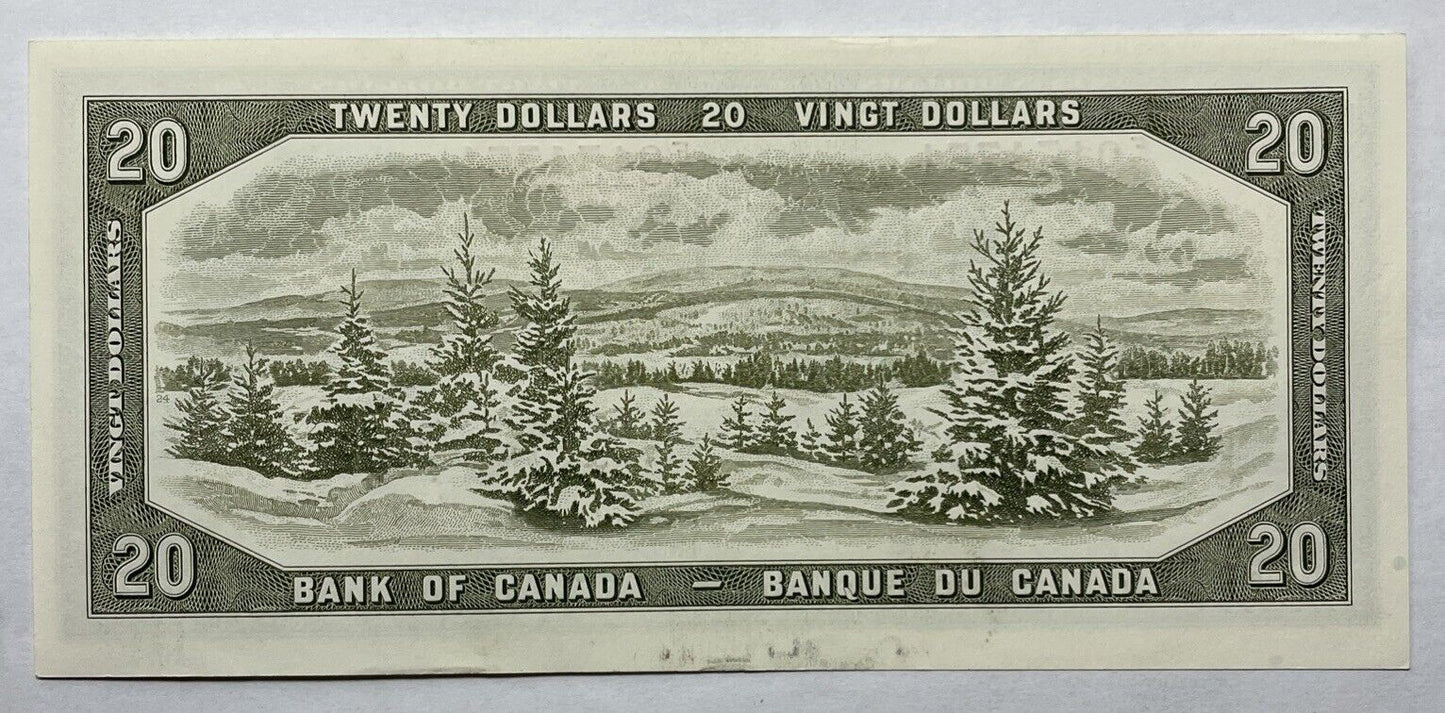 TWENTY DOLLARS 20 VINGT DOLLARS
20
20
VINGT DOLLARS
TWENTY DOLLARS
24
20
20
BANK OF CANADA — BANQUE DU CANADA